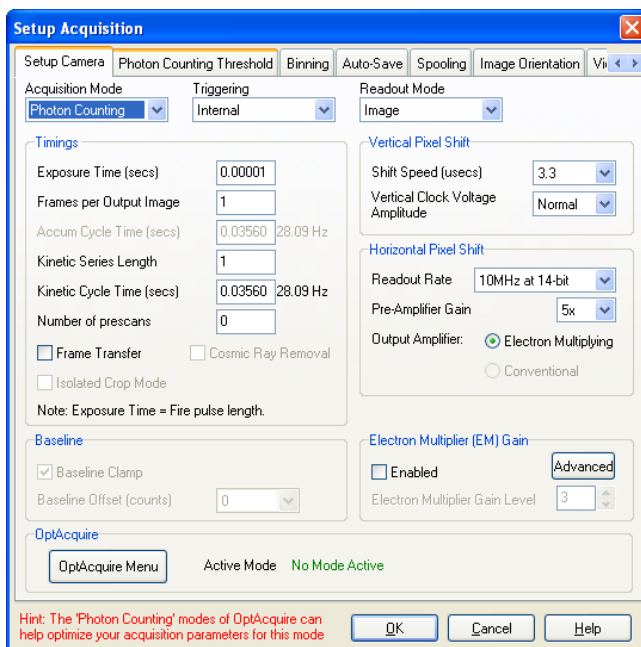 Setup Acquisition
Setup Camera Photon Counting Threshold Binning Auto-Save Spooling Image Orientation
Acquisition Mode Triggering Readout Mode
Photon Counting Internal Image
Timings
Exposure Time (secs) 0.00001
Frames per Output Image 1
Accum Cycle Time (secs) 0.03560 28.09 Hz
Kinetic Series Length 1
Kinetic Cycle Time (secs) 0.03560 28.09 Hz
Number of prescans 0
Frame Transfer Cosmic Ray Removal
Isolated Crop Mode
Note: Exposure Time = Fire pulse length.
Vertical Pixel Shift
Shift Speed (usecs) 3.3
Vertical Clock Voltage
Amplitude Normal
Horizontal Pixel Shift
Readout Rate 10MHz at 14-bit
Pre-Amplifier Gain 5x
Output Amplifier: Electron Multiplying
Conventional
Baseline
Baseline Clamp
Baseline Offset (counts) 0
Electron Multiplier (EM) Gain
Enabled Advanced
Electron Multiplier Gain Level 3
OptAcquire
OptAcquire Menu Active Mode No Mode Active
Hint: The 'Photon Counting' modes of OptAcquire can
help optimize your acquisition parameters for this mode
OK Cancel Help